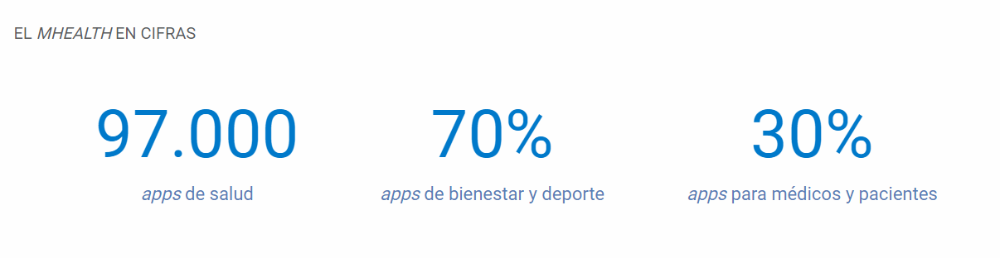 EL MHEALTH EN CIFRAS
97.000
70%
30%
apps de salud
apps de bienestar y deporte
apps para médicos y pacientes